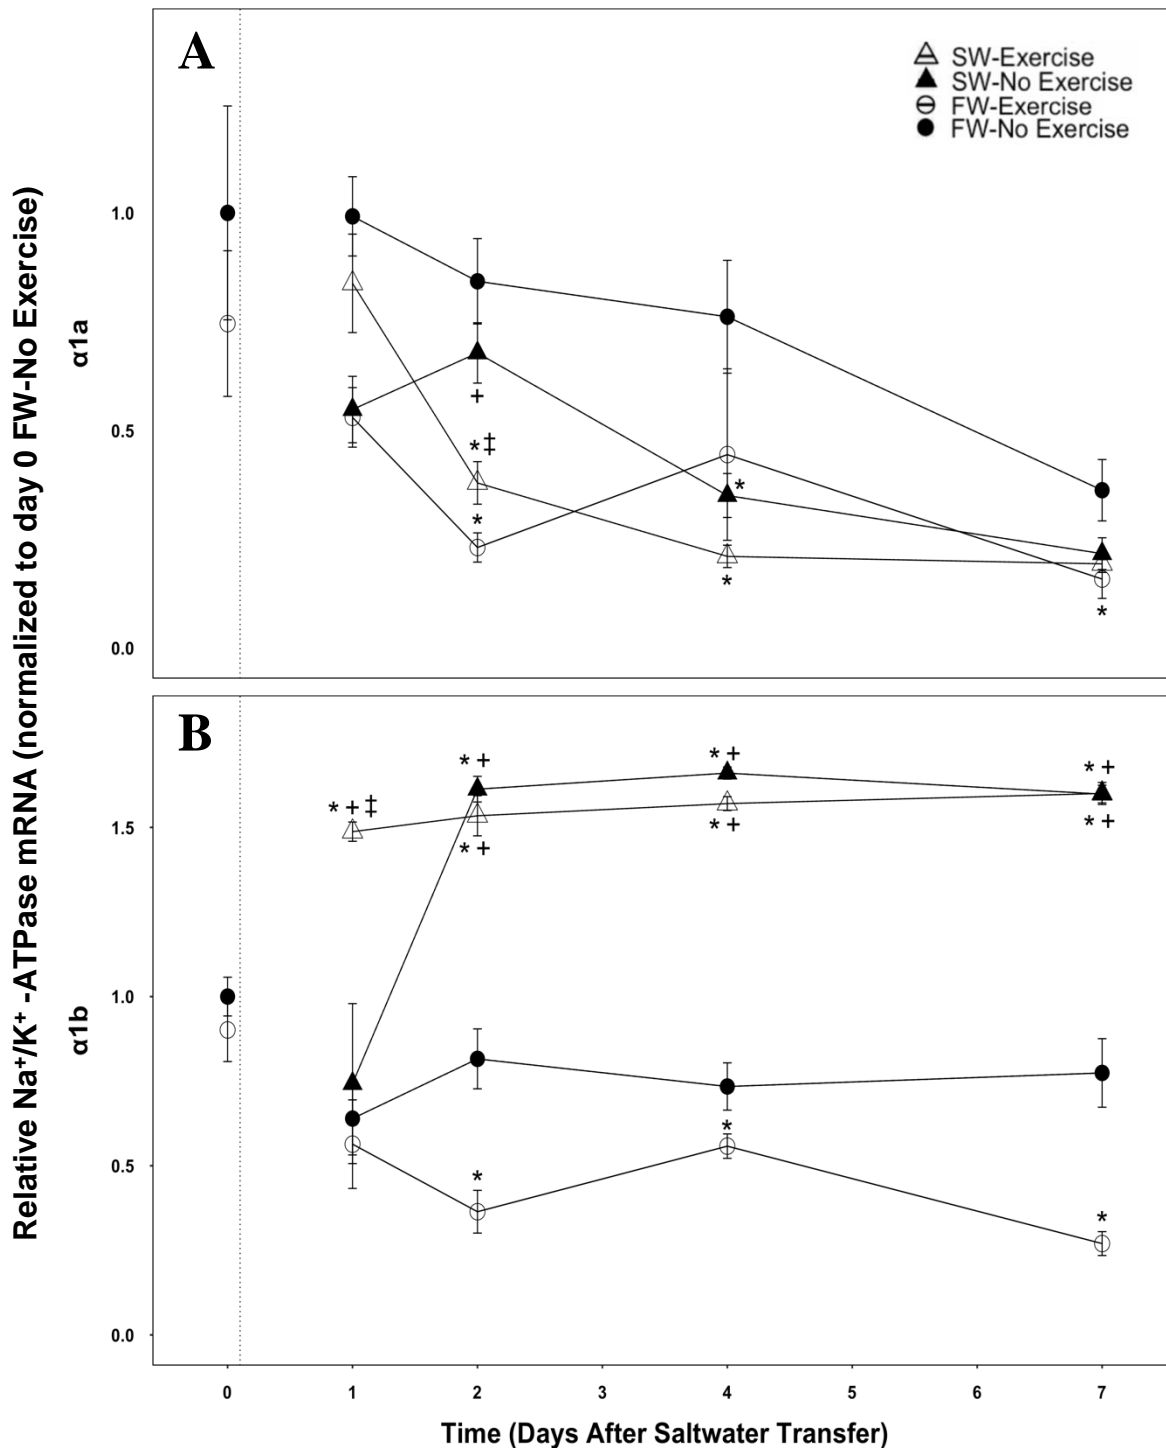 Relative Na⁺/K⁺ -ATPase mRNA (normalized to day 0 FW-No Exercise)
A
SW-Exercise
SW-No Exercise
FW-Exercise
FW-No Exercise
α1a
1.0
0.5
0.0
+
*‡
*
*
*
*
B
α1b
1.5
1.0
0.5
0.0
*+‡
*+
*+
*+
*+
*+
*+
*
*
*
0 1 2 3 4 5 6 7
Time (Days After Saltwater Transfer)